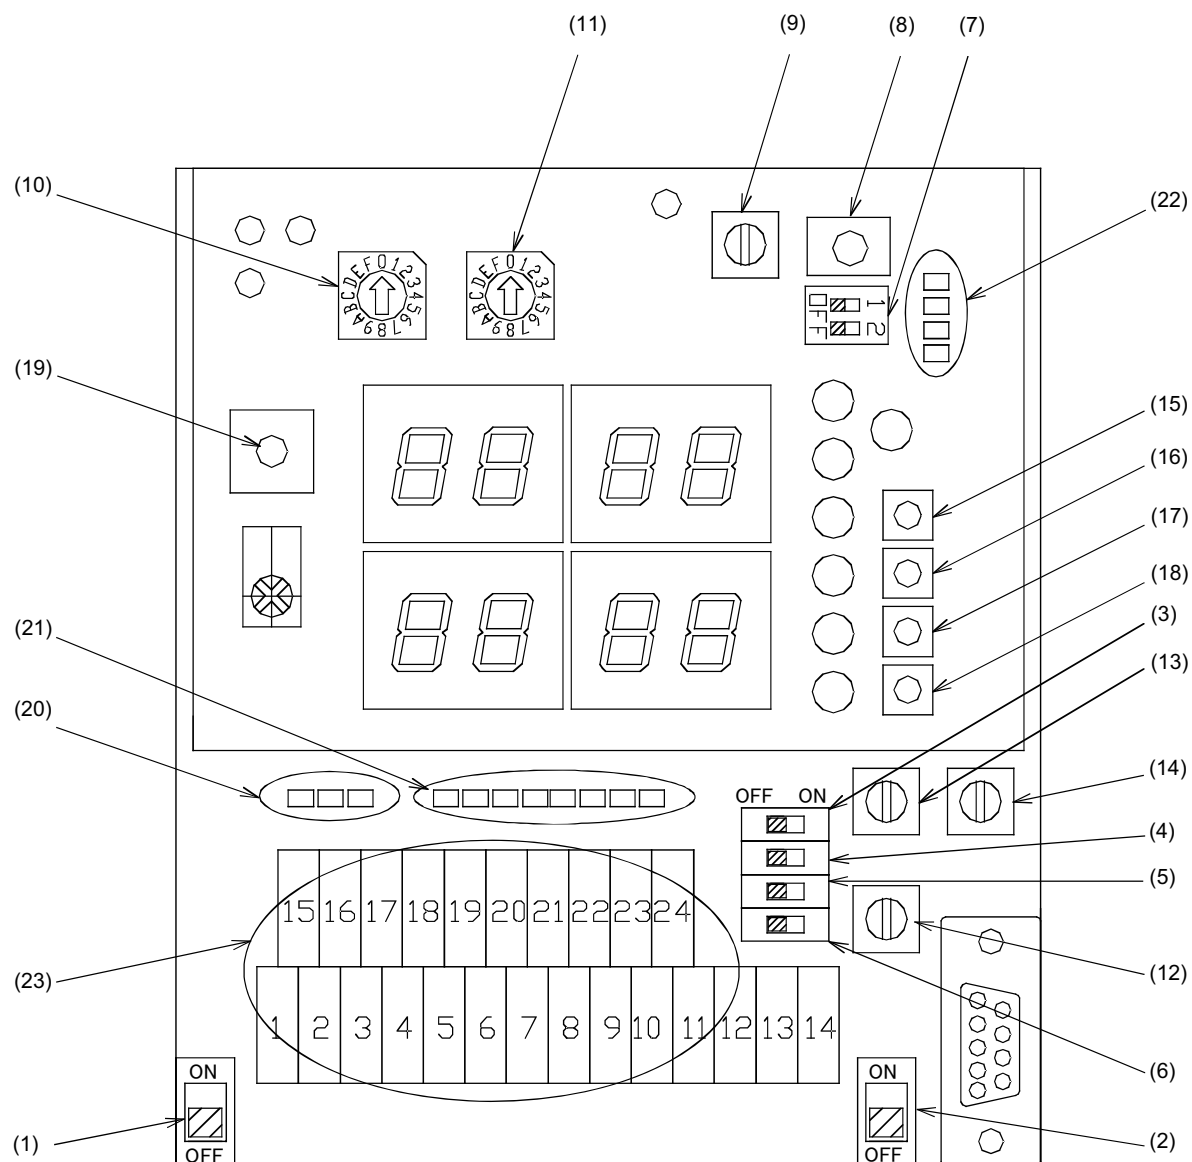 (11)
(9)
(8)
(7)
(10)
(22)
0123456789ABCDEF
0123456789ABCDEF
OFF
1
2
(19)
(15)
(16)
(17)
(18)
(3)
(13)
(21)
(20)
(14)
OFF ON
(4)
(5)
15 16 17 18 19 20 21 22 23 24
(12)
(23)
1 2 3 4 5 6 7 8 9 10 11 12 13 14
(6)
ON
ON
(1)
(2)
OFF
OFF